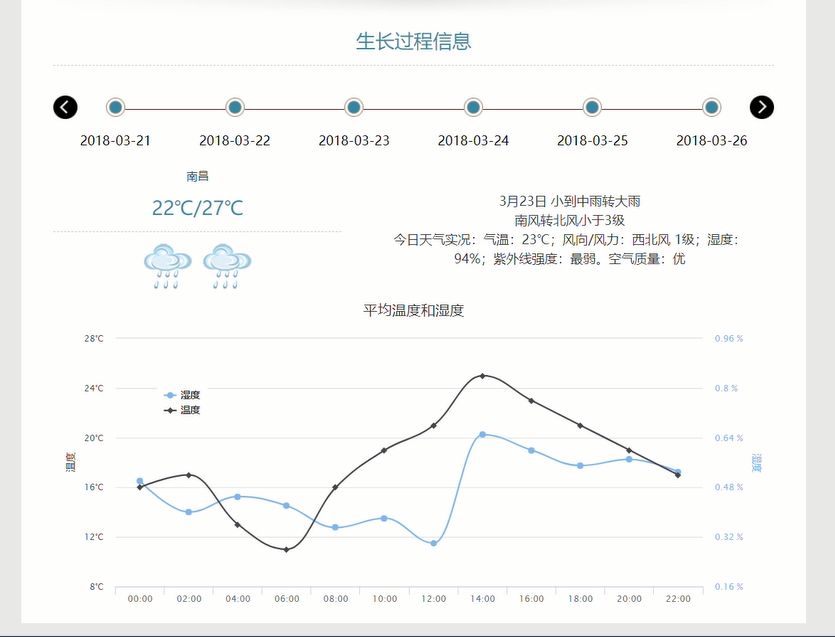 生长过程信息
2018-03-21 2018-03-22 2018-03-23 2018-03-24 2018-03-25 2018-03-26
南昌
22℃/27℃
3月23日 小到中雨转大雨
南风转北风小于3级
今日天气实况：气温：23℃；风向/风力：西北风 1级；湿度：
94%；紫外线强度：最弱。空气质量：优
平均温度和湿度
28℃ 0.96 %
24℃ 0.8 %
湿度
温度
20℃ 0.64 %
温度 湿度
16℃ 0.48 %
12℃ 0.32 %
8℃ 0.16 %
00:00 02:00 04:00 06:00 08:00 10:00 12:00 14:00 16:00 18:00 20:00 22:00